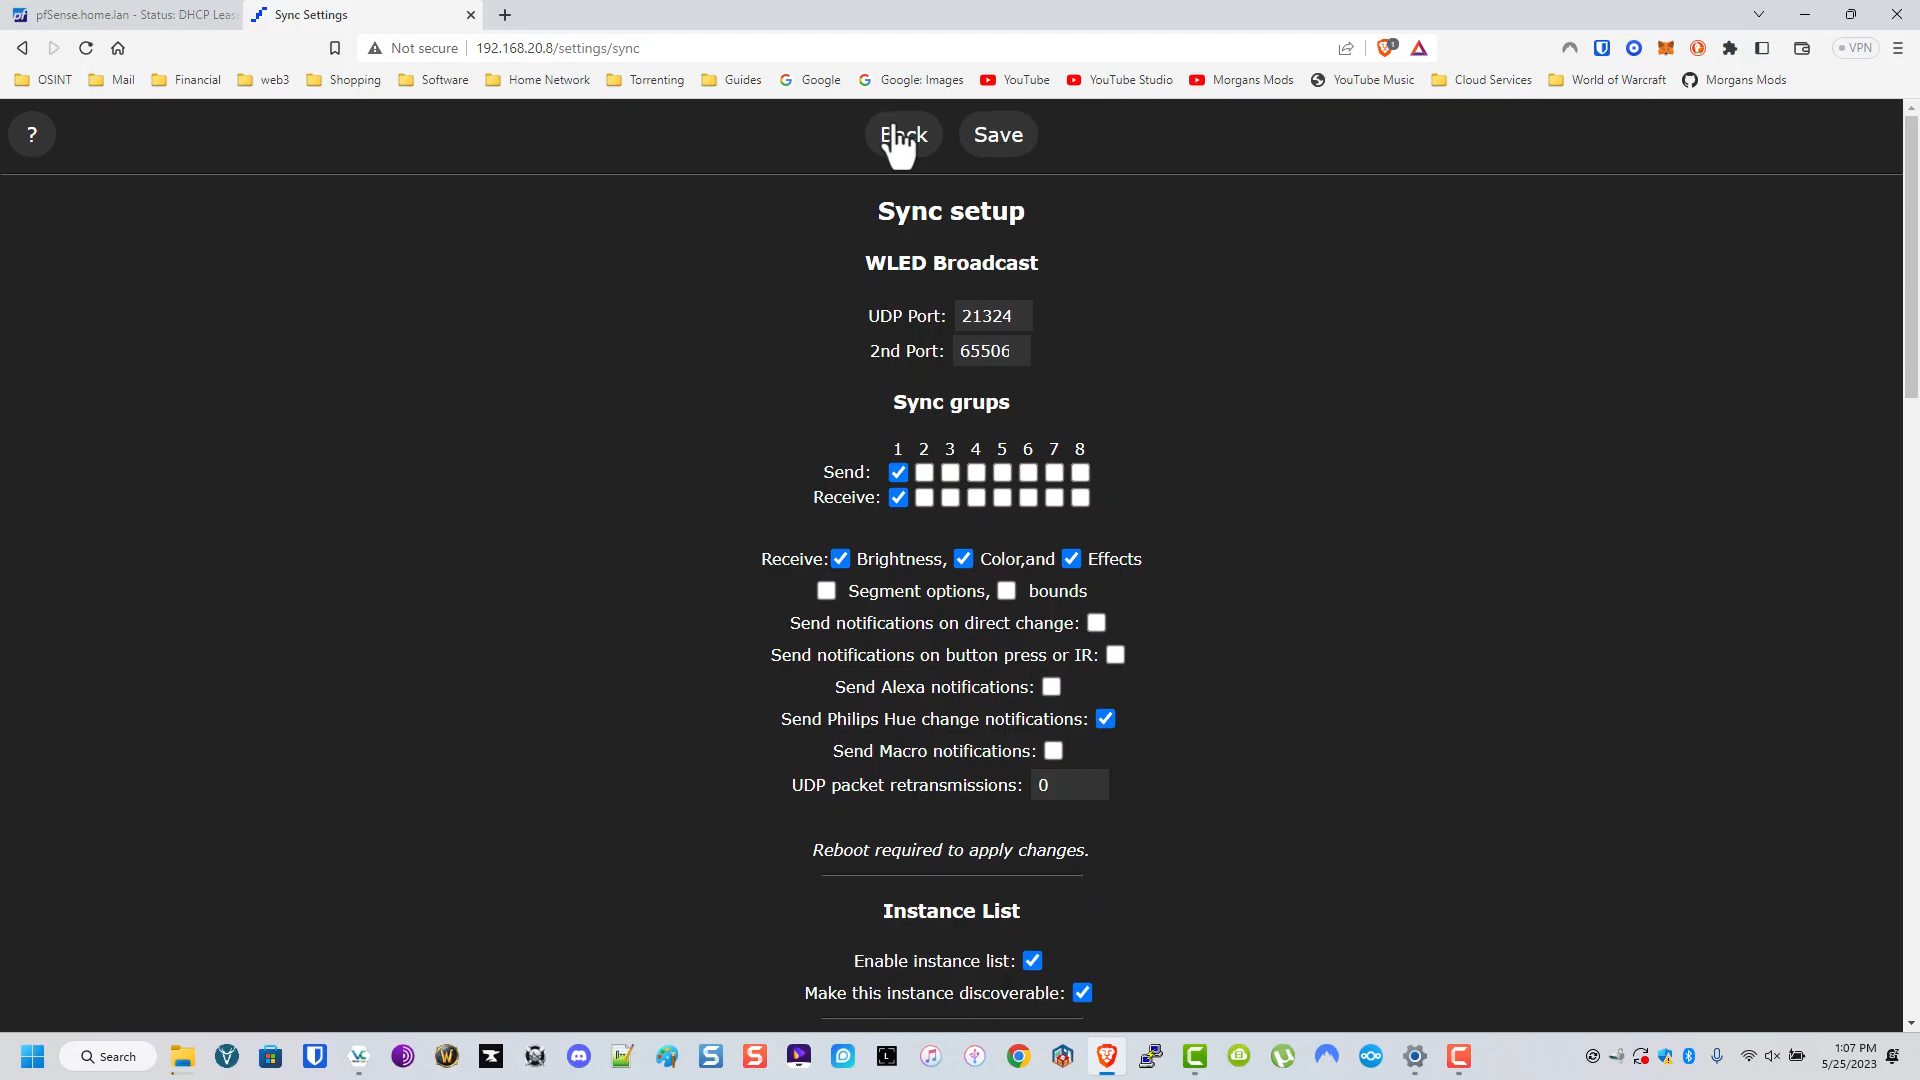 pfSense.home.lan - Status: DHCP Leas
Sync Settings
Not secure
192.168.20.8/settings/sync
1
VPN
OSINT
Mail
Financial
web3
Shopping
Software
Home Network
Torrenting
Guides
Google
Google: Images
YouTube
YouTube Studio
Morgans Mods
YouTube Music
Cloud Services
World of Warcraft
Morgans Mods
?
Back
Save
Sync setup
WLED Broadcast
UDP Port: 21324
2nd Port: 65506
Sync grups
1 2 3 4 5 6 7 8
Send:
Receive:
Receive: Brightness, Color,and Effects
Segment options, bounds
Send notifications on direct change:
Send notifications on button press or IR:
Send Alexa notifications:
Send Philips Hue change notifications:
Send Macro notifications:
UDP packet retransmissions: 0
Reboot required to apply changes.
Instance List
Enable instance list:
Make this instance discoverable:
Search
1:07 PM
5/25/2023